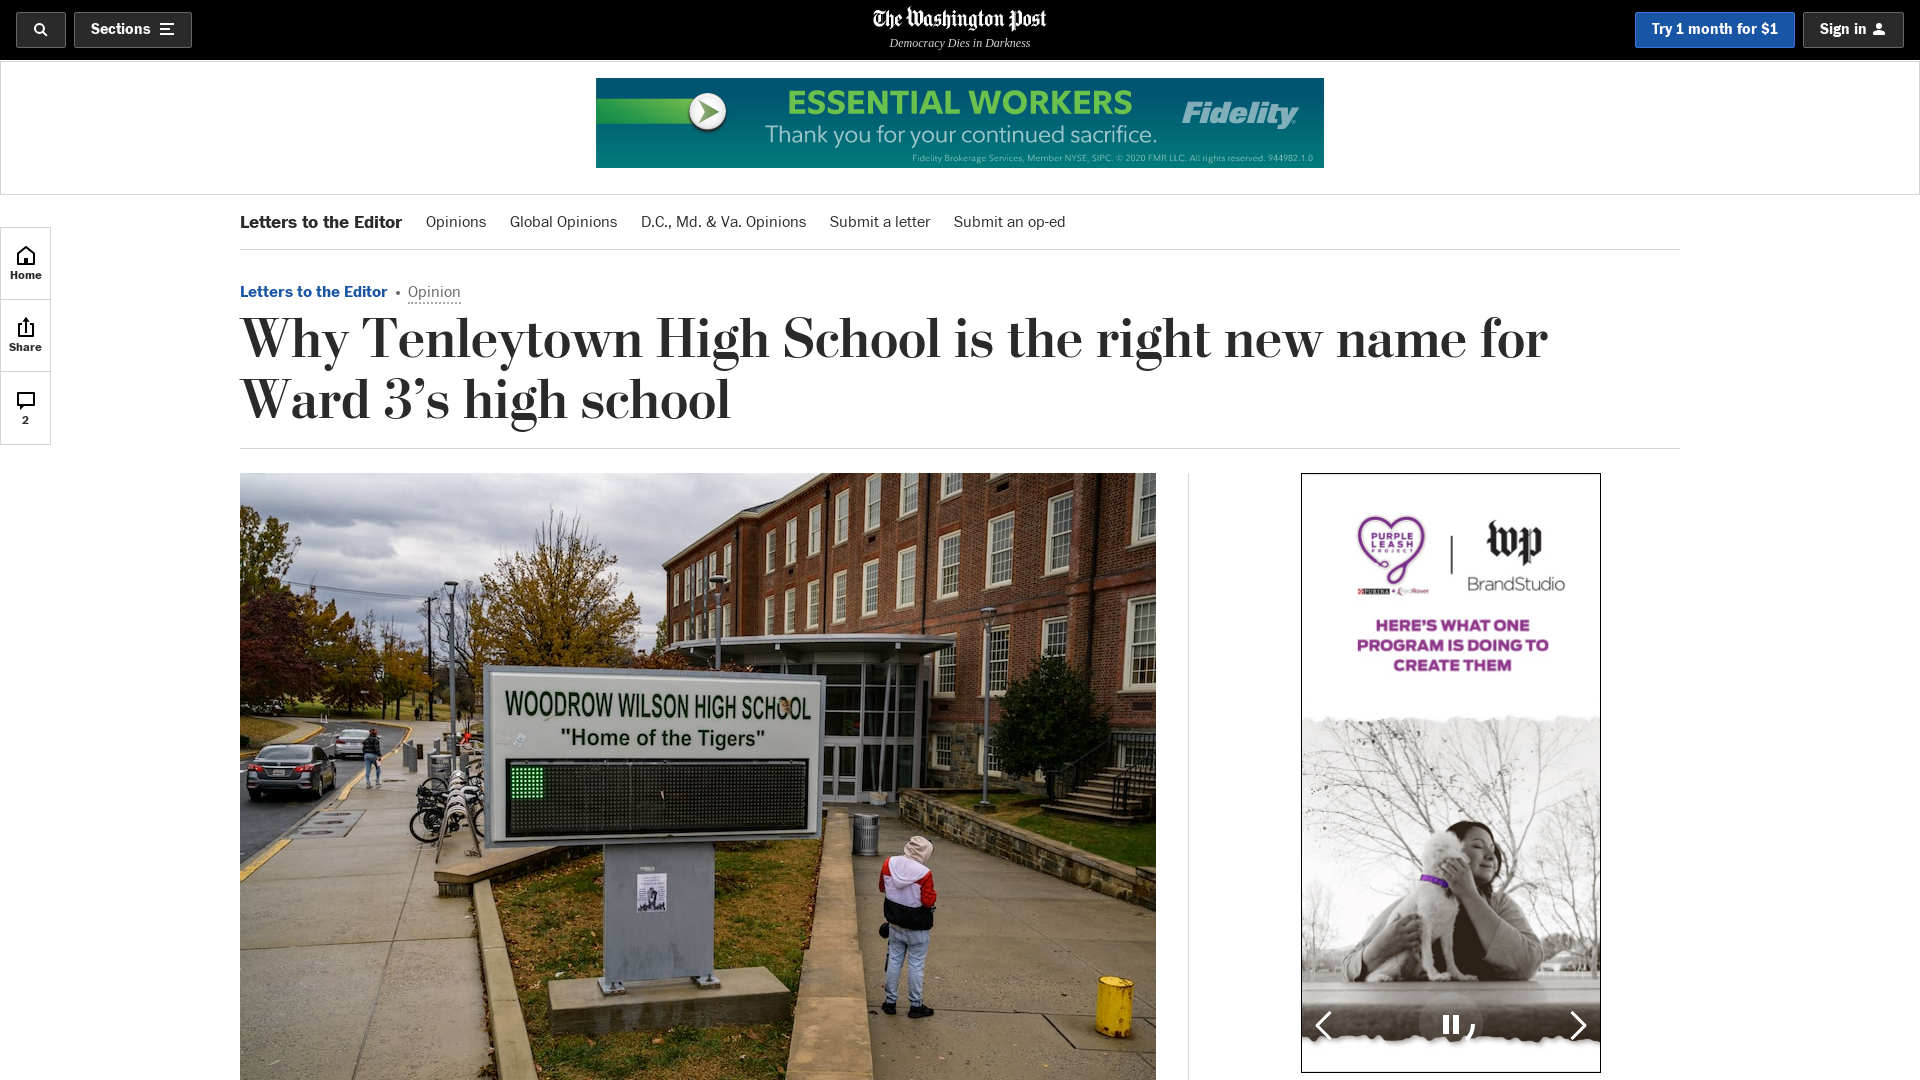 Sections
The Washington Post
Democracy Dies in Darkness
Try 1 month for $1
Sign in
ESSENTIAL WORKERS
Thank you for your continued sacrifice.
Fidelity
Fidelity Brokerage Services, Member NYSE, SIPC. © 2020 FMR LLC. All rights reserved. 944982.1.0
Letters to the Editor
Opinions
Global Opinions
D.C., Md. & Va. Opinions
Submit a letter
Submit an op-ed
Home
Share
2
Letters to the Editor • Opinion
Why Tenleytown High School is the right new name for
Ward 3’s high school
WOODROW WILSON HIGH SCHOOL
"Home of the Tigers"
PURPLE
LEASH
PROJECT
PURINA +
wp
BrandStudio
HERE'S WHAT ONE
PROGRAM IS DOING TO
CREATE THEM